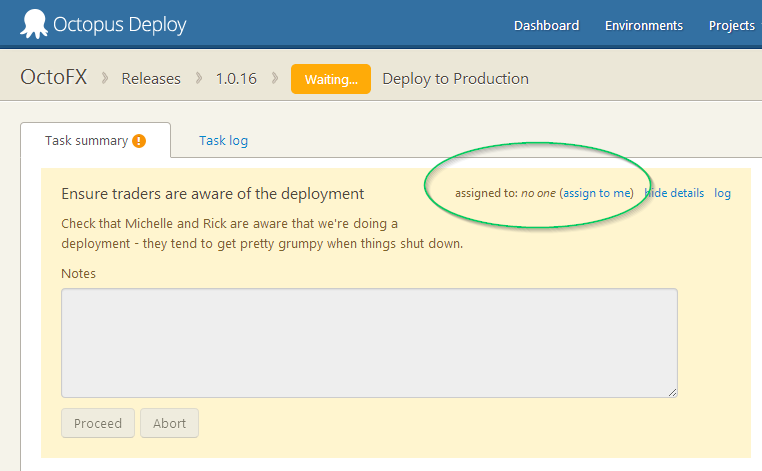 Octopus Deploy
Dashboard Environments Projects
OctoFX Releases 1.0.16 Waiting... Deploy to Production
Task summary ! Task log
Ensure traders are aware of the deployment
assigned to: no one (assign to me) hide details log
Check that Michelle and Rick are aware that we're doing a
deployment - they tend to get pretty grumpy when things shut down.
Notes
Proceed Abort